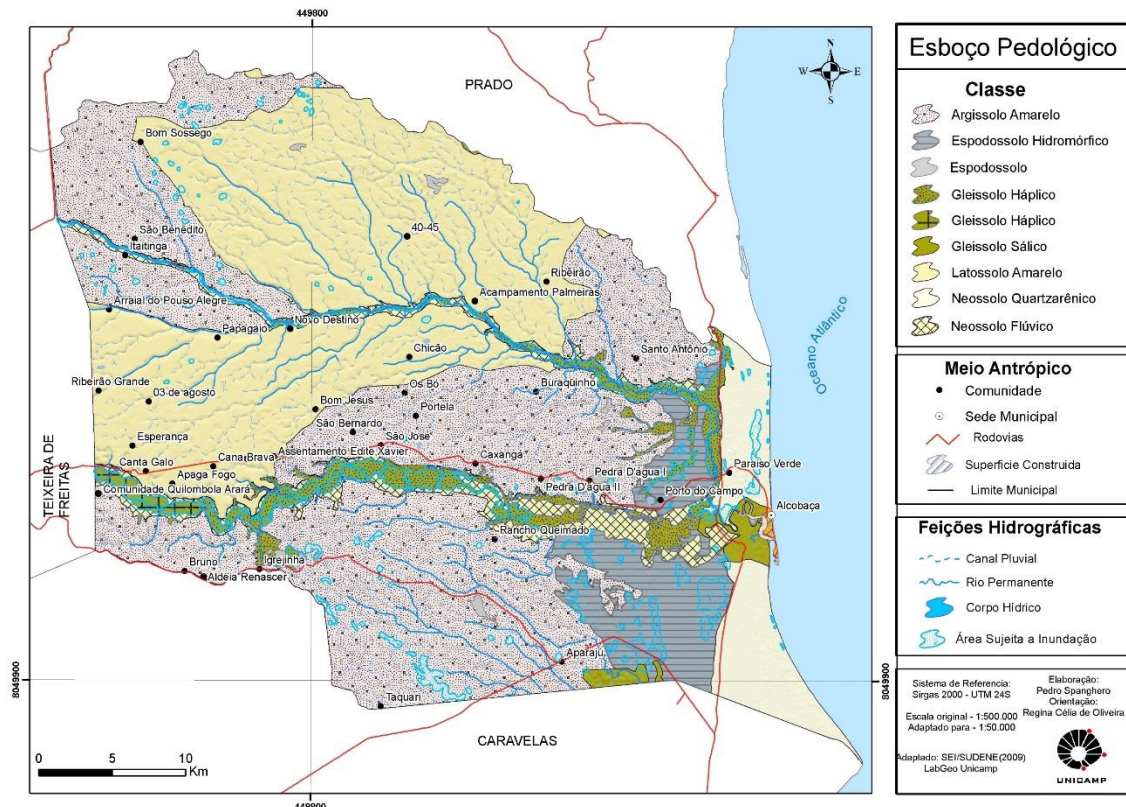 449800
PRADO
N
W E
S
Bom Sossego
São Benedito
Itaitinga
40-45
Ribeirão
Acampamento Palmeiras
Arraial do Pouso Alegre
Novo Destino
Papagaio
Chicão
Santo Antônio
Oceano Atlântico
Ribeirão Grande
03 de agosto
Os Bó
Buraquinho
Bom Jesus
Portela
São Bernardo
São José
Esperança
Cana Brava
Assentamento Edite Xavier
Caxangá
TEIXEIRA DE
FREITAS
Canta Galo
Apaga Fogo
Comunidade Quilombola Arará
Pedra D'água I
Paraiso Verde
Pedra D'água II
Porto do Campo
Alcobaça
Rancho Queimado
Igrejinha
Bruno
Aldeia Renascer
Aparaju
Taquari
8049900
8049900
CARAVELAS
0 5 10
Km
449800
Esboço Pedológico
Classe
Argissolo Amarelo
Espodossolo Hidromórfico
Espodossolo
Gleissolo Háplico
Gleissolo Háplico
Gleissolo Sálico
Latossolo Amarelo
Neossolo Quartzarênico
Neossolo Flúvico
Meio Antrópico
Comunidade
Sede Municipal
Rodovias
Superficie Construida
Limite Municipal
Feições Hidrográficas
Canal Pluvial
Rio Permanente
Corpo Hídrico
Área Sujeita a Inundação
Sistema de Referencia:
Sirgas 2000 - UTM 24S
Escala original - 1:500.000
Adaptado para - 1:50.000
Adaptado: SEI/SUDENE(2009)
LabGeo Unicamp
Elaboração:
Pedro Spanghero
Orientação:
Regina Célia de Oliveira
UNICAMP